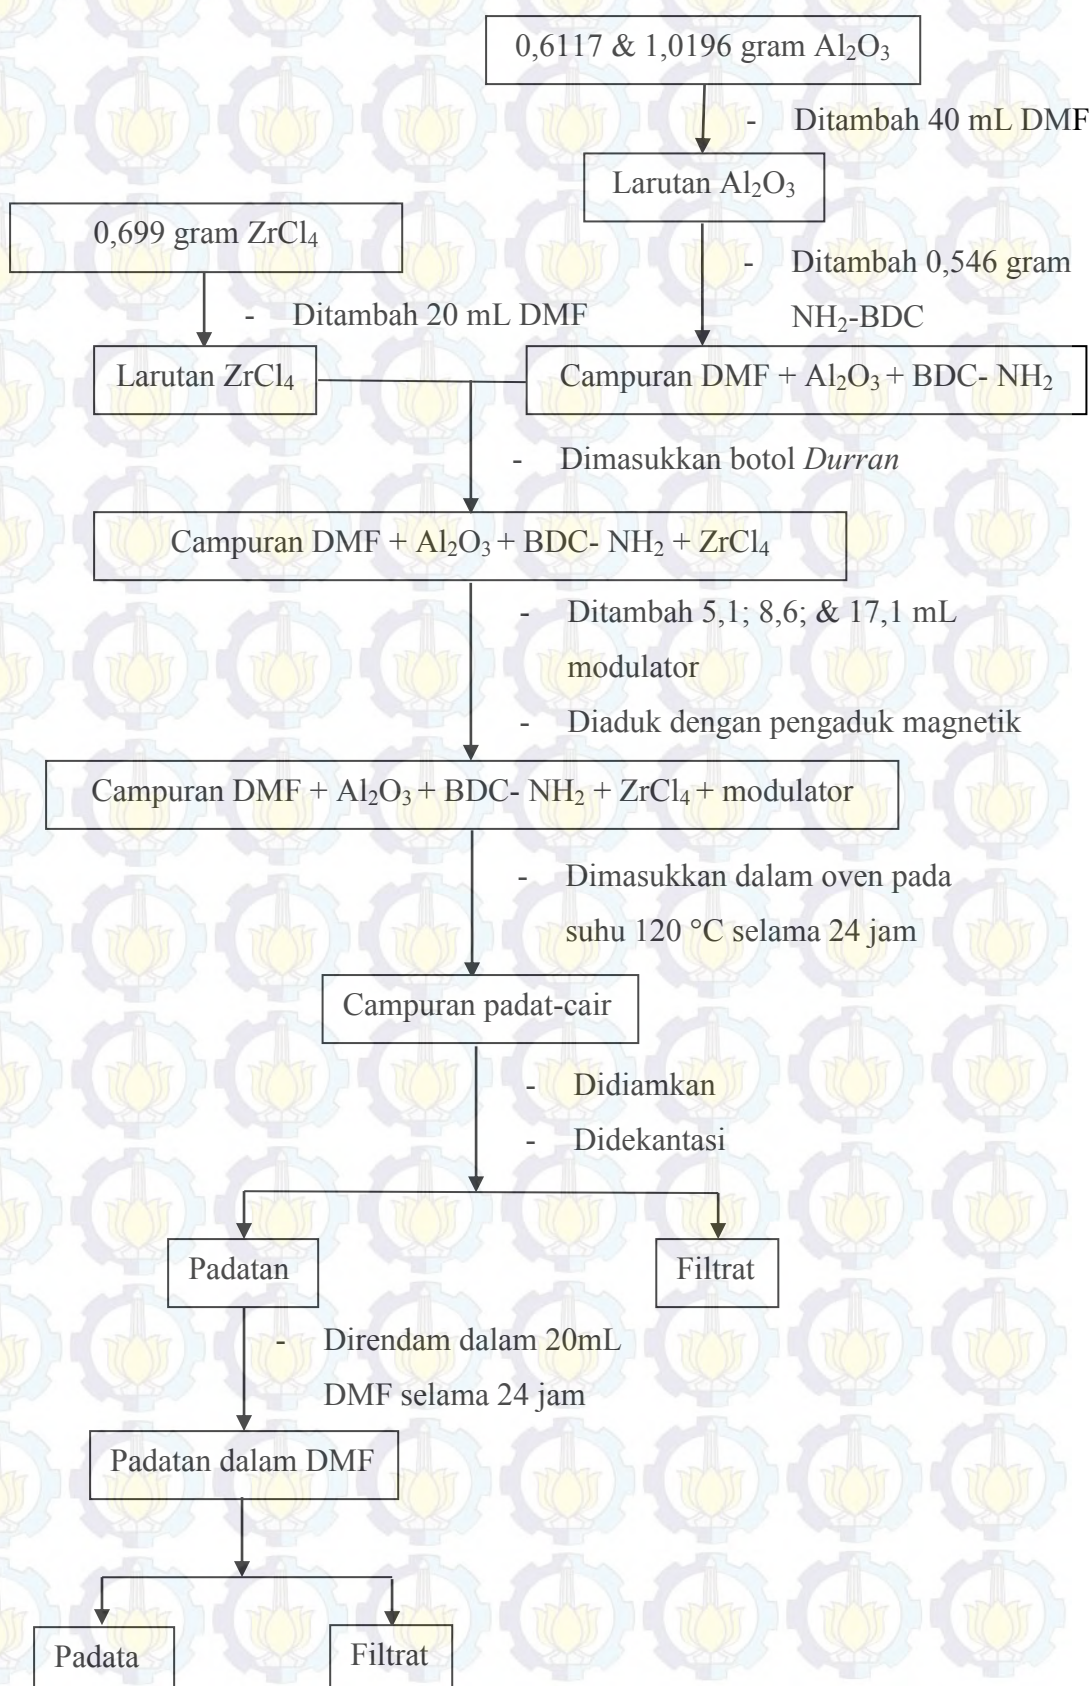 0,6117 & 1,0196 gram Al₂O₃
- Ditambah 40 mL DMF
Larutan Al₂O₃
0,699 gram ZrCl₄
- Ditambah 0,546 gram
NH₂-BDC
- Ditambah 20 mL DMF
Larutan ZrCl₄
Campuran DMF + Al₂O₃ + BDC- NH₂
- Dimasukkan botol Durran
Campuran DMF + Al₂O₃ + BDC- NH₂ + ZrCl₄
- Ditambah 5,1; 8,6; & 17,1 mL
modulator
- Diaduk dengan pengaduk magnetik
Campuran DMF + Al₂O₃ + BDC- NH₂ + ZrCl₄ + modulator
- Dimasukkan dalam oven pada
suhu 120 °C selama 24 jam
Campuran padat-cair
- Didiamkan
- Didekantasi
Padatan
Filtrat
- Direndam dalam 20mL
DMF selama 24 jam
Padatan dalam DMF
Padata
Filtrat